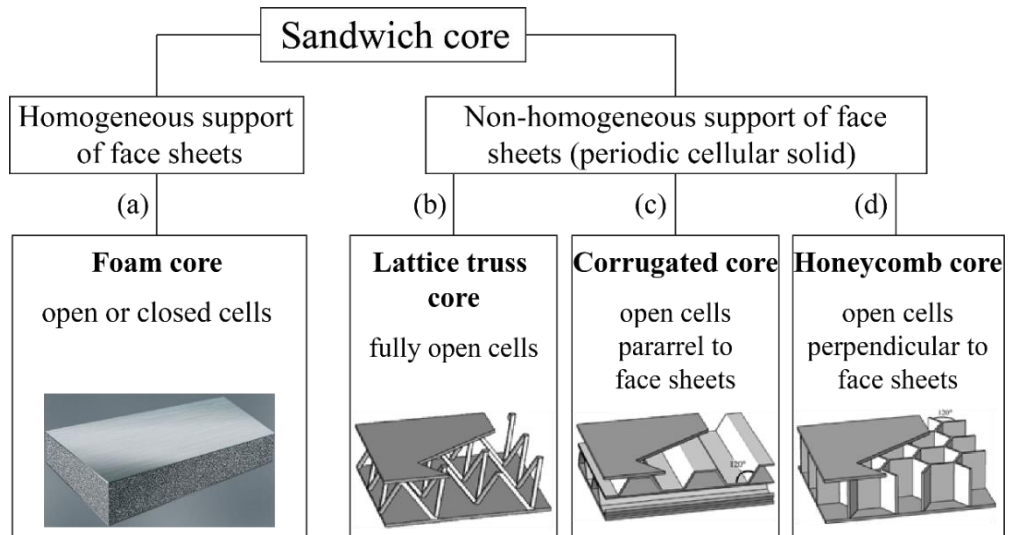 Sandwich core
Homogeneous support
of face sheets
Non-homogeneous support of face
sheets (periodic cellular solid)
(a)
(b)
(c)
(d)
Foam core
open or closed cells
Lattice truss
core
fully open cells
Corrugated core
open cells
pararrel to
face sheets
120°
Honeycomb core
open cells
perpendicular to
face sheets
120°